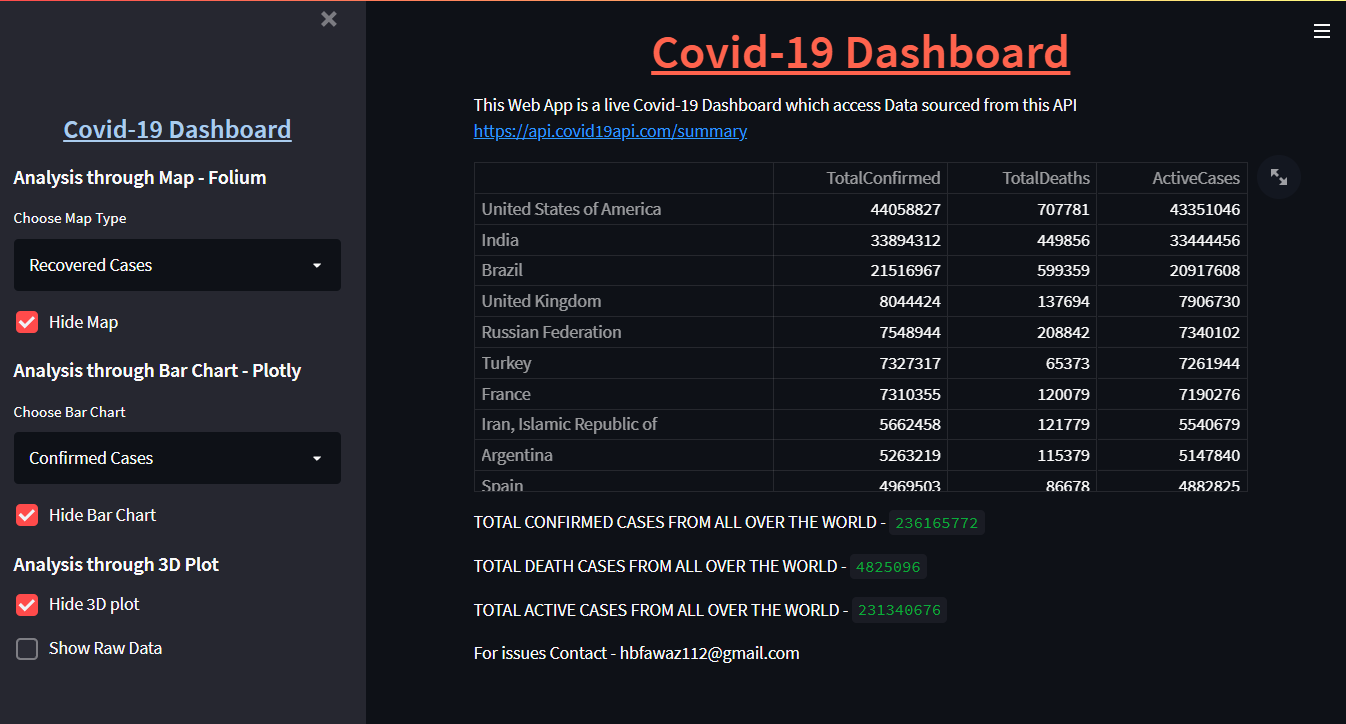 Covid-19 Dashboard
Analysis through Map - Folium
Choose Map Type
Recovered Cases
Hide Map
Analysis through Bar Chart - Plotly
Choose Bar Chart
Confirmed Cases
Hide Bar Chart
Analysis through 3D Plot
Hide 3D plot
Show Raw Data
Covid-19 Dashboard
This Web App is a live Covid-19 Dashboard which access Data sourced from this API
https://api.covid19api.com/summary
TotalConfirmed TotalDeaths ActiveCases
United States of America 44058827 707781 43351046
India 33894312 449856 33444456
Brazil 21516967 599359 20917608
United Kingdom 8044424 137694 7906730
Russian Federation 7548944 208842 7340102
Turkey 7327317 65373 7261944
France 7310355 120079 7190276
Iran, Islamic Republic of 5662458 121779 5540679
Argentina 5263219 115379 5147840
Spain 4969503 86678 4882825
TOTAL CONFIRMED CASES FROM ALL OVER THE WORLD - 236165772
TOTAL DEATH CASES FROM ALL OVER THE WORLD - 4825096
TOTAL ACTIVE CASES FROM ALL OVER THE WORLD - 231340676
For issues Contact - hbfawaz112@gmail.com